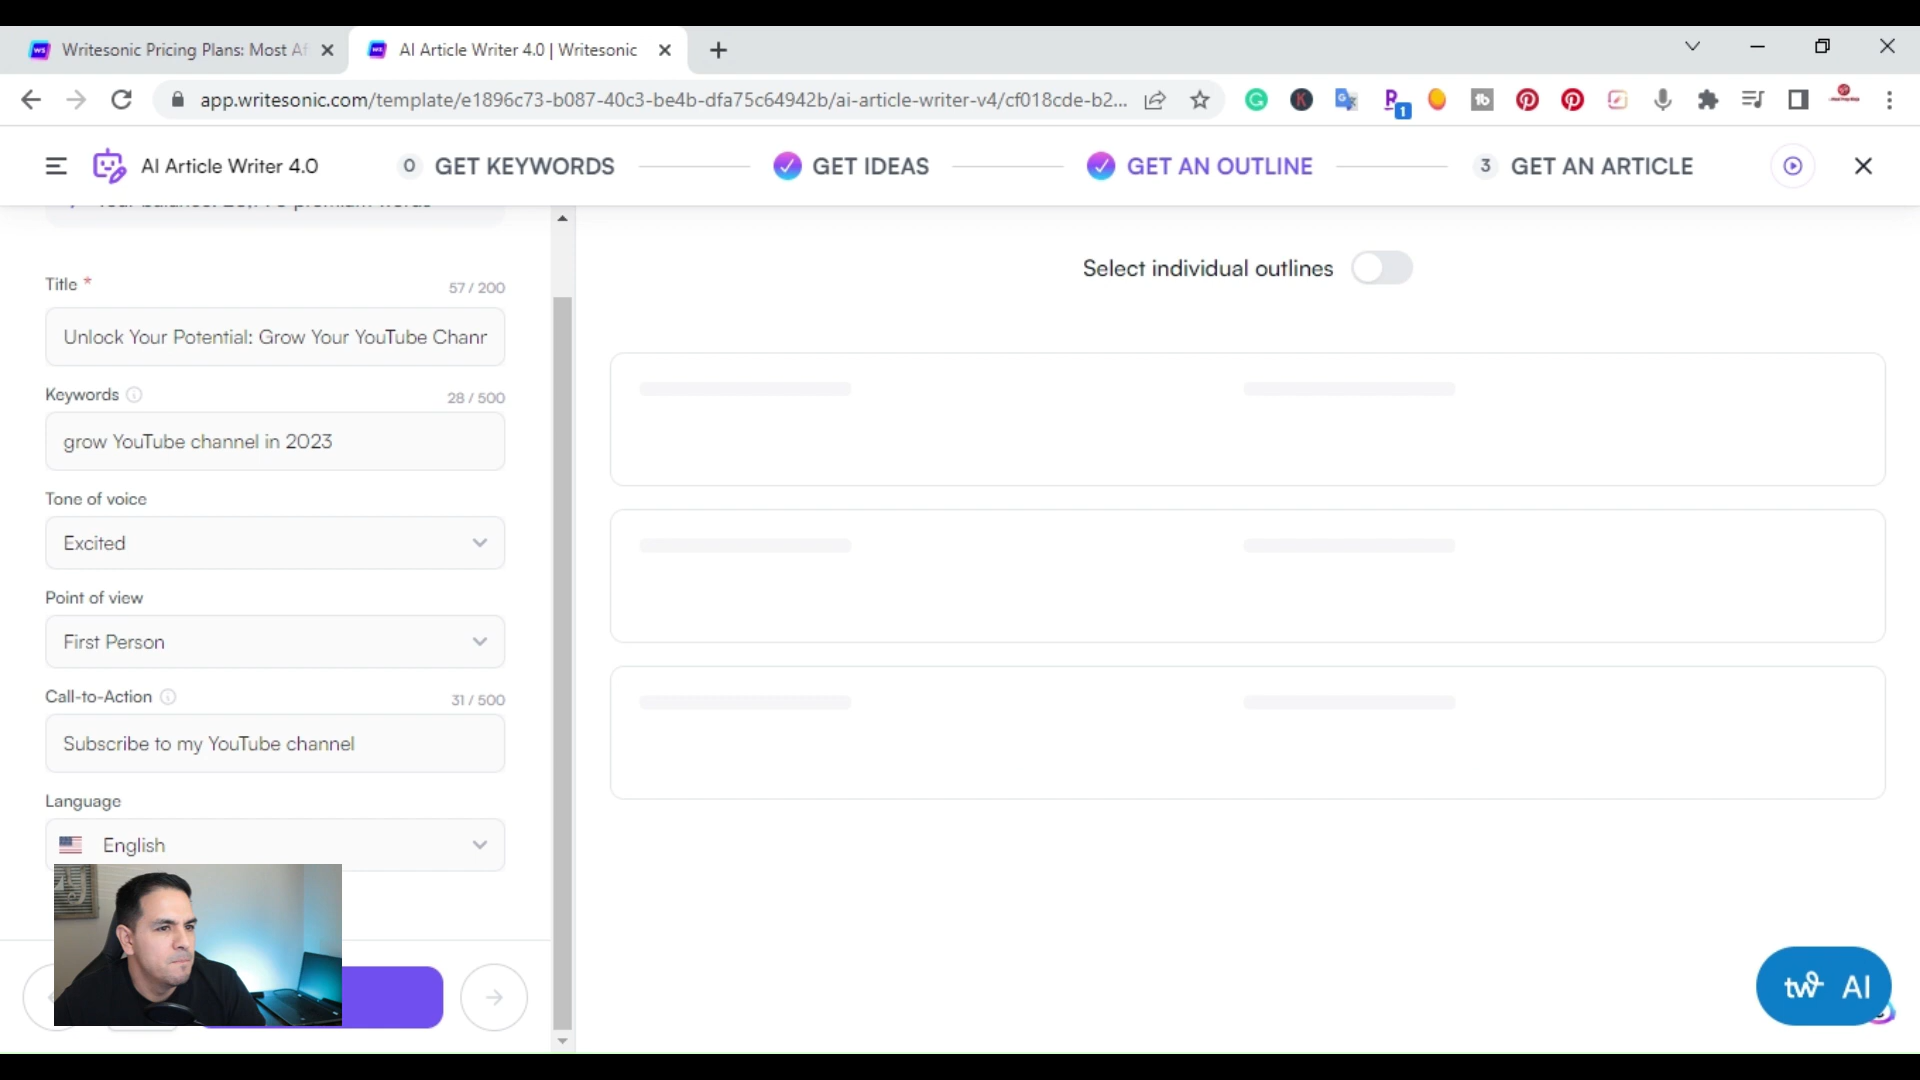 Writesonic Pricing Plans: Most Af
AI Article Writer 4.0 | Writesonic
app.writesonic.com/template/e1896c73-b087-40c3-be4b-dfa75c64942b/ai-article-writer-v4/cf018cde-b2...
AI Article Writer 4.0
0 GET KEYWORDS
GET IDEAS
GET AN OUTLINE
3 GET AN ARTICLE
Title *
57 / 200
Unlock Your Potential: Grow Your YouTube Chanr
Keywords
28 / 500
grow YouTube channel in 2023
Tone of voice
Excited
Point of view
First Person
Call-to-Action
31 / 500
Subscribe to my YouTube channel
Language
English
Select individual outlines
tw AI